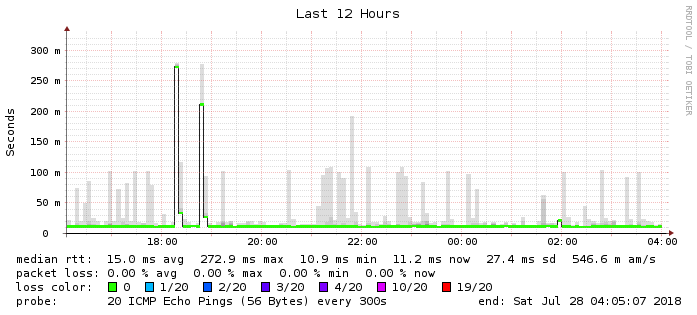 Last 12 Hours
RRDTOOL / TOBI OETIKER
Seconds
300 m
250 m
200 m
150 m
100 m
50 m
0
18:00 20:00 22:00 00:00 02:00 04:00
median rtt: 15.0 ms avg 272.9 ms max 10.9 ms min 11.2 ms now 27.4 ms sd 546.6 m am/s
packet loss: 0.00 % avg 0.00 % max 0.00 % min 0.00 % now
loss color: 0 1/20 2/20 3/20 4/20 10/20 19/20
probe: 20 ICMP Echo Pings (56 Bytes) every 300s end: Sat Jul 28 04:05:07 2018